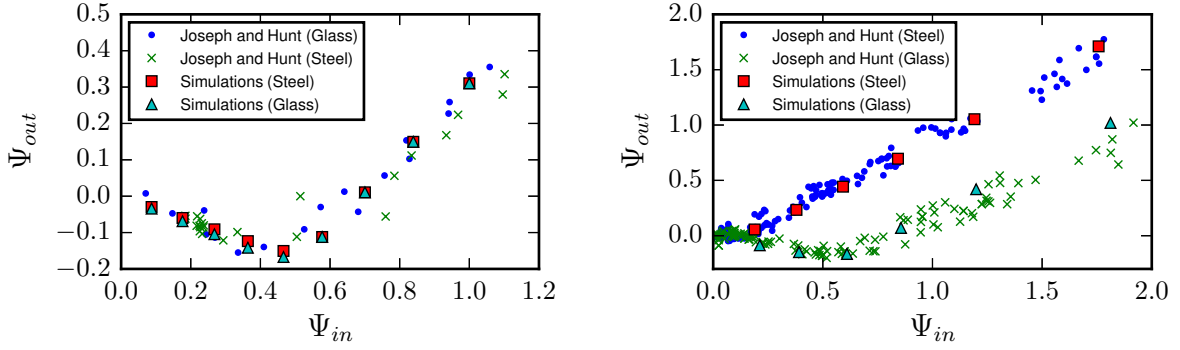 0.5
0.4
0.3
0.2
0.1
0.0
−0.1
−0.2
Ψout
Joseph and Hunt (Glass)
Joseph and Hunt (Steel)
Simulations (Steel)
Simulations (Glass)
0.0 0.2 0.4 0.6 0.8 1.0 1.2
Ψin
2.0
1.5
1.0
0.5
0.0
Ψout
Joseph and Hunt (Steel)
Joseph and Hunt (Glass)
Simulations (Steel)
Simulations (Glass)
0.0 0.5 1.0 1.5 2.0
Ψin